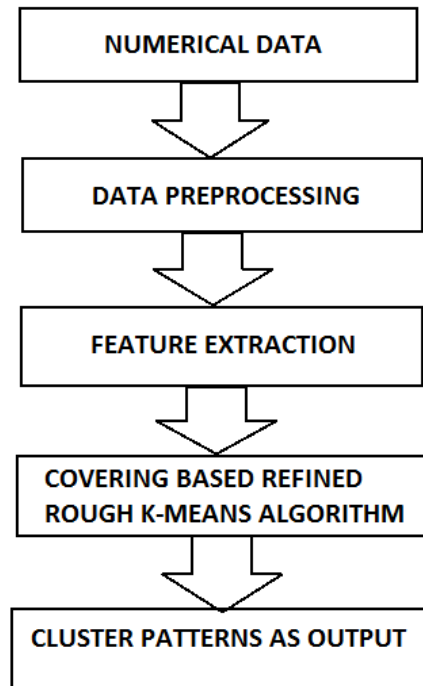 NUMERICAL DATA
DATA PREPROCESSING
FEATURE EXTRACTION
COVERING BASED REFINED
ROUGH K-MEANS ALGORITHM
CLUSTER PATTERNS AS OUTPUT